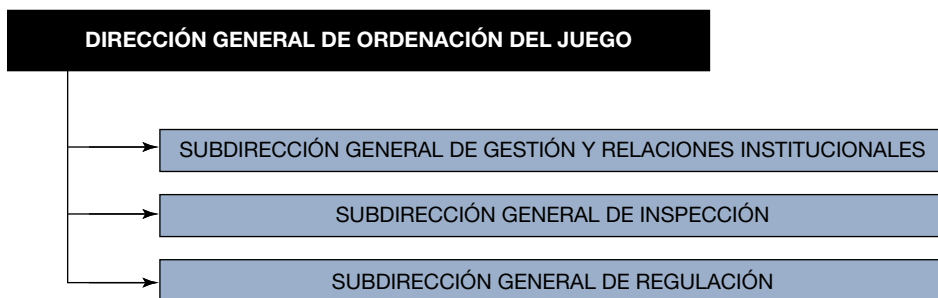 DIRECCIÓN GENERAL DE ORDENACIÓN DEL JUEGO
SUBDIRECCIÓN GENERAL DE GESTIÓN Y RELACIONES INSTITUCIONALES
SUBDIRECCIÓN GENERAL DE INSPECCIÓN
SUBDIRECCIÓN GENERAL DE REGULACIÓN